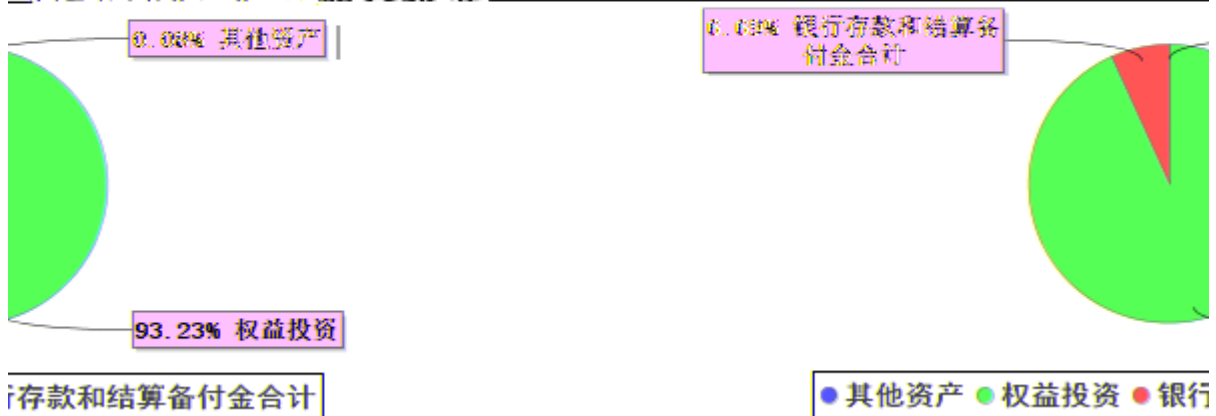 其他资产
银行存款和结算备
付金合计
93.23% 权益投资
存款和结算备付金合计
其他资产 权益投资 银行